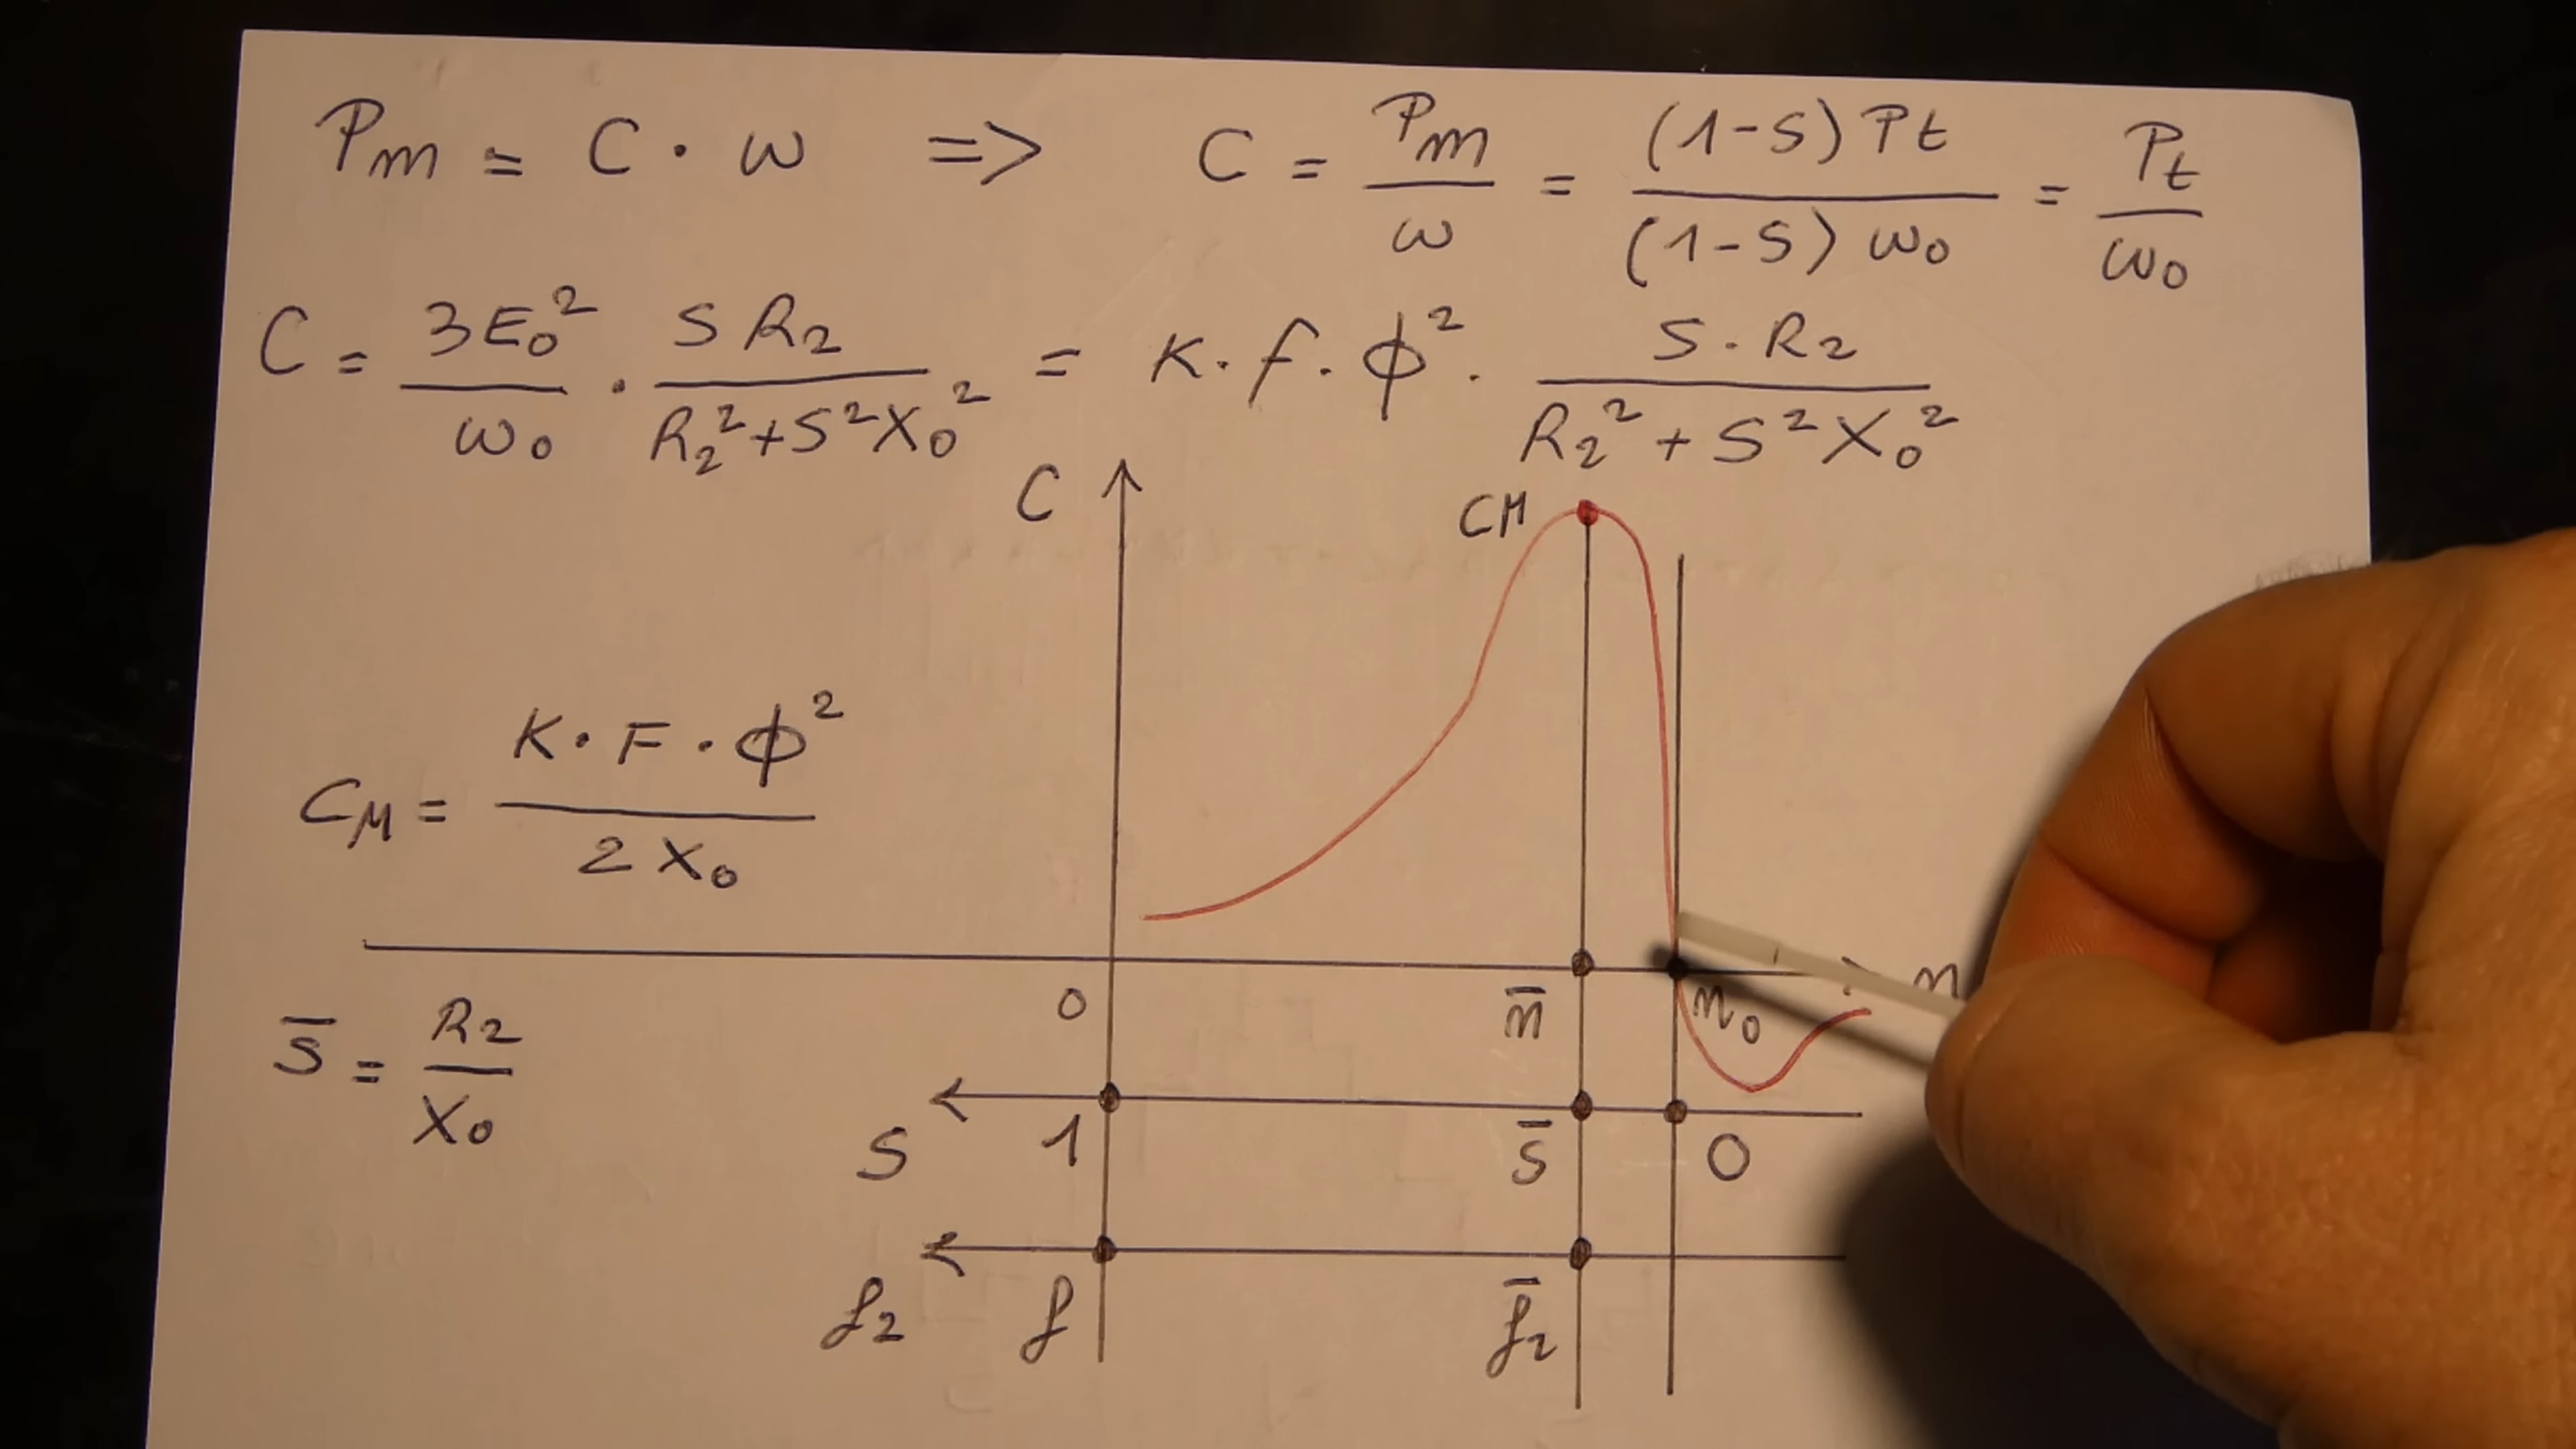 Pm = C · ω => C = Pm / ω = (1-S) Pt / (1-S) ω0 = Pt / ω0
C = 3E0² / ω0 · S R2 / R2²+S²X0² = K · f · ϕ² · S · R2 / R2² + S²X0²
C
CM
CM = K · F · ϕ² / 2 X0
n
0
n̄
n0
S̄ = R2 / X0
S
1
S̄
0
f2
f
f̄2